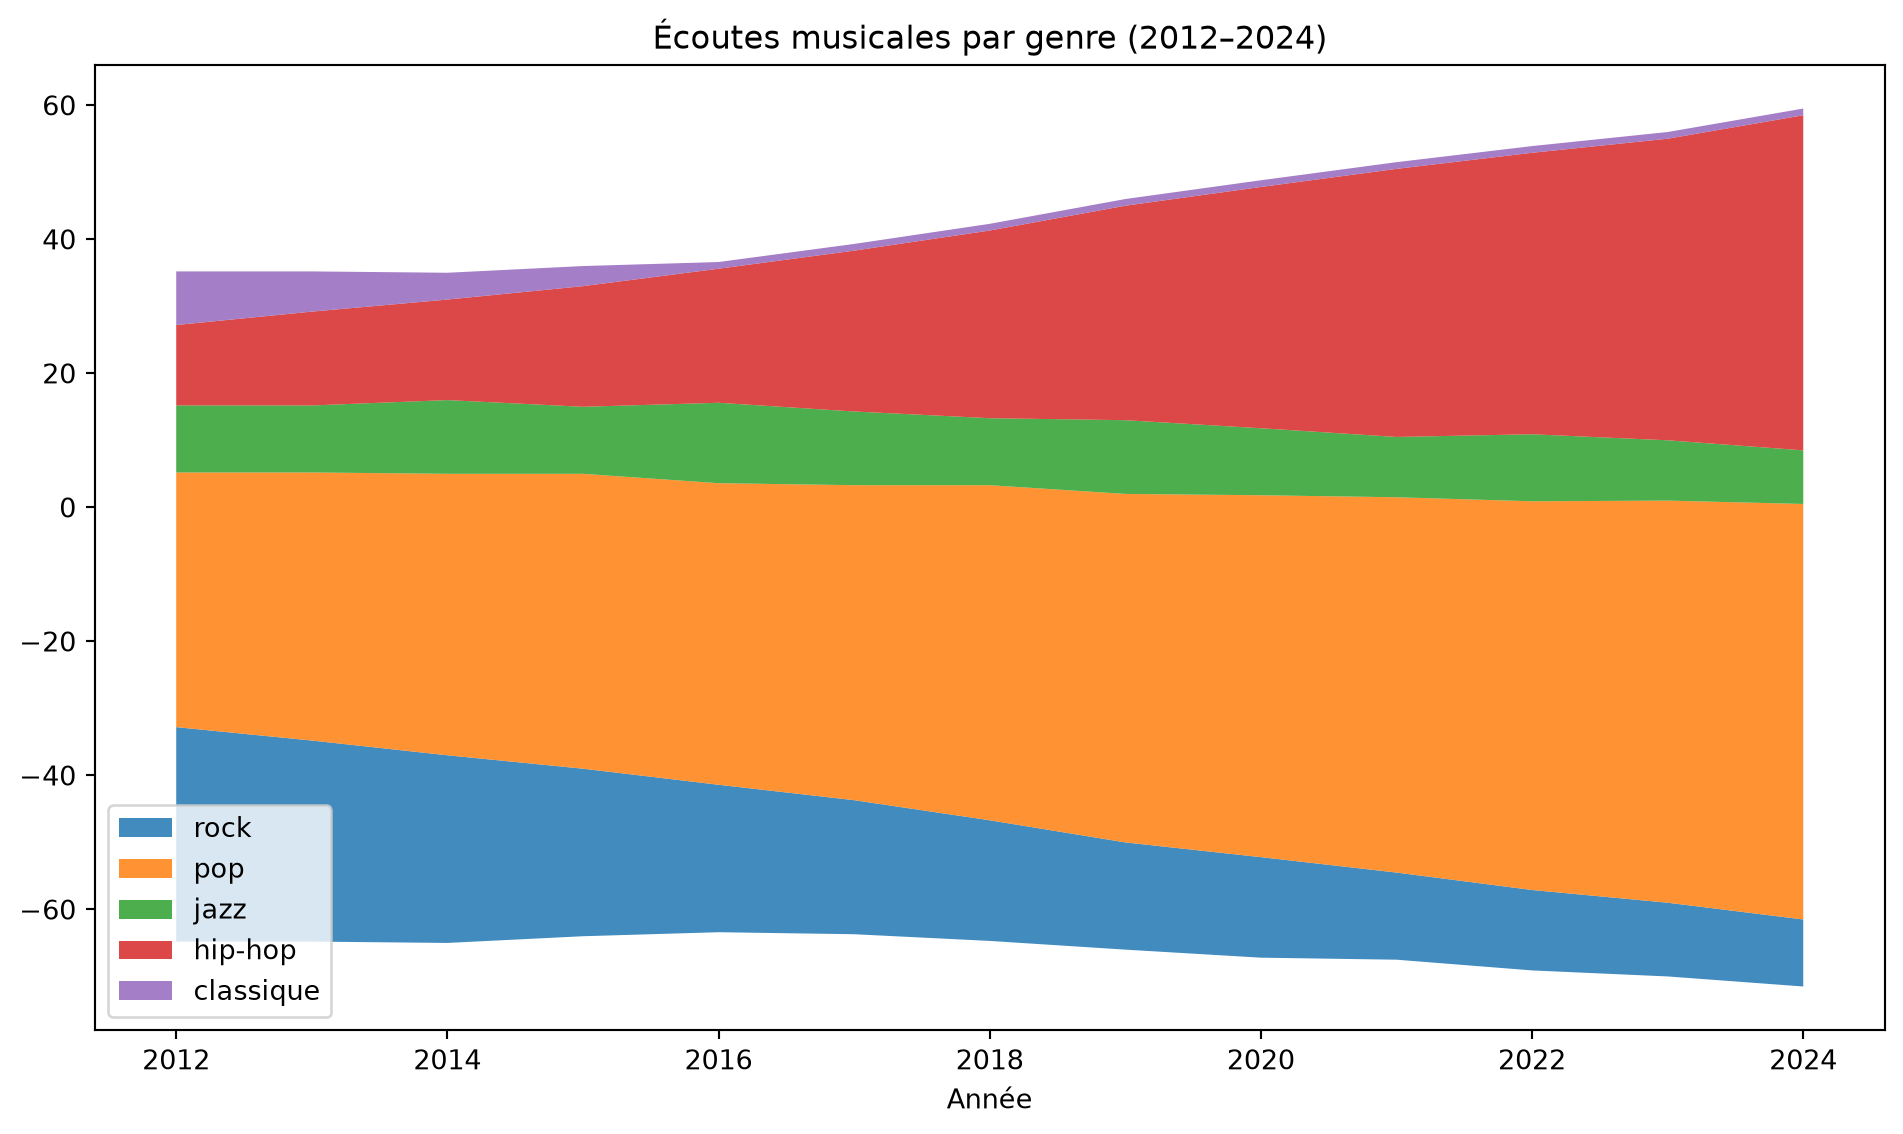 Écoutes musicales par genre (2012–2024)
60
40
20
0
−20
−40
−60
rock
pop
jazz
hip-hop
classique
2012 2014 2016 2018 2020 2022 2024
Année